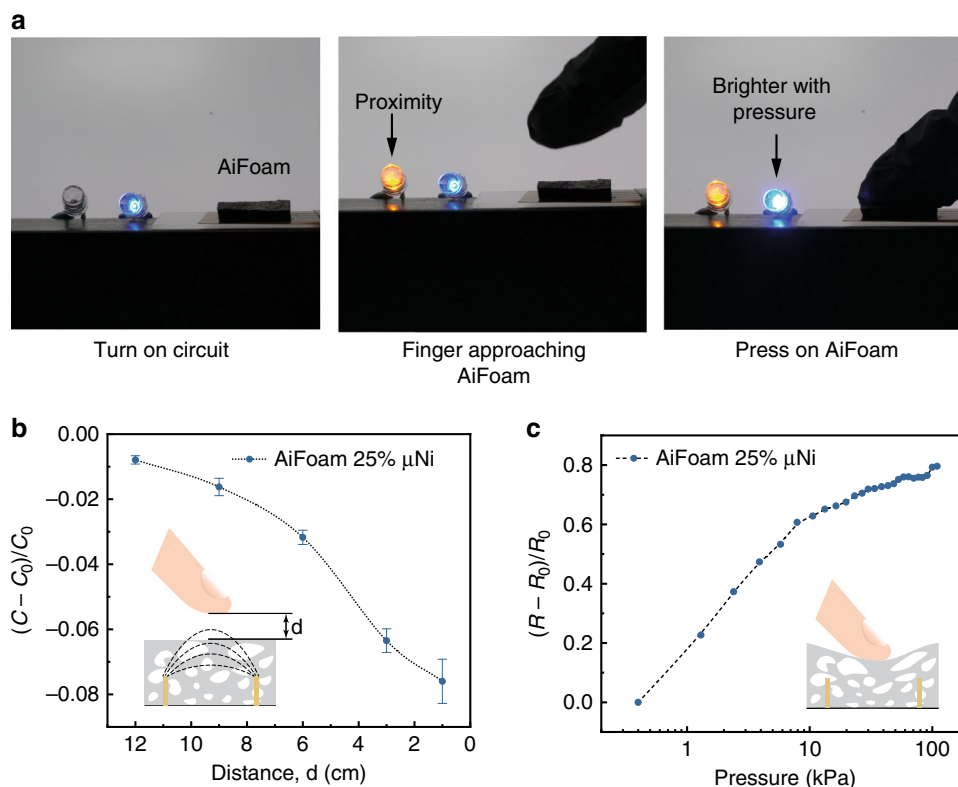 a
AiFoam
Proximity
Brighter with
pressure
Turn on circuit
Finger approaching
AiFoam
Press on AiFoam
b
0.00
−0.02
−0.04
−0.06
−0.08
(C − C₀)/C₀
AiFoam 25% μNi
d
12 10 8 6 4 2 0
Distance, d (cm)
c
0.8
0.6
0.4
0.2
0.0
(R − R₀)/R₀
AiFoam 25% μNi
1 10 100
Pressure (kPa)